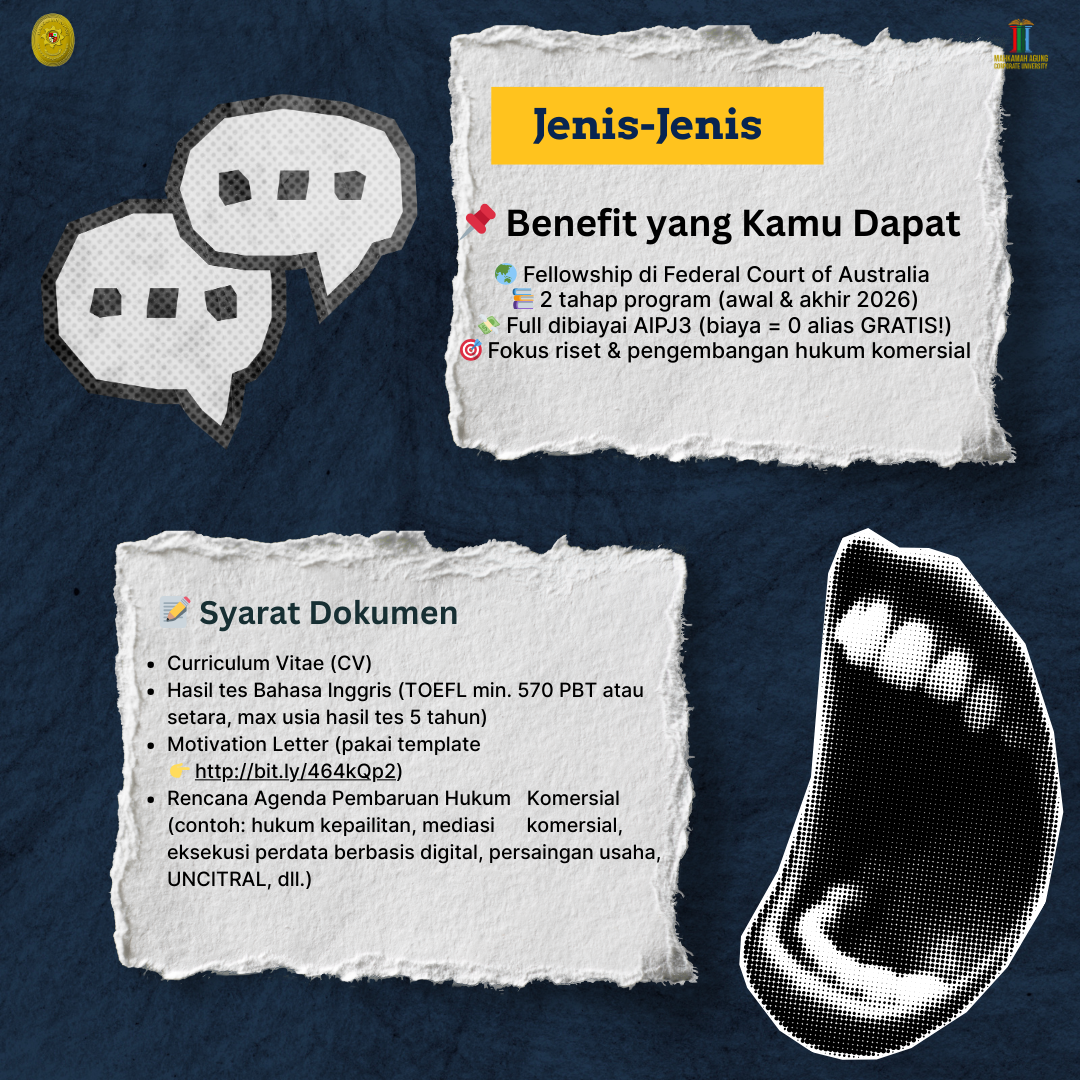 MAHKAMAH AGUNG
CORPORATE UNIVERSITY
Jenis-Jenis
📌 Benefit yang Kamu Dapat
🌏 Fellowship di Federal Court of Australia
📚 2 tahap program (awal & akhir 2026)
💸 Full dibiayai AIPJ3 (biaya = 0 alias GRATIS!)
🎯 Fokus riset & pengembangan hukum komersial
📝 Syarat Dokumen
• Curriculum Vitae (CV)
• Hasil tes Bahasa Inggris (TOEFL min. 570 PBT atau
setara, max usia hasil tes 5 tahun)
• Motivation Letter (pakai template
👉 http://bit.ly/464kQp2)
• Rencana Agenda Pembaruan Hukum Komersial
(contoh: hukum kepailitan, mediasi komersial,
eksekusi perdata berbasis digital, persaingan usaha,
UNCITRAL, dll.)